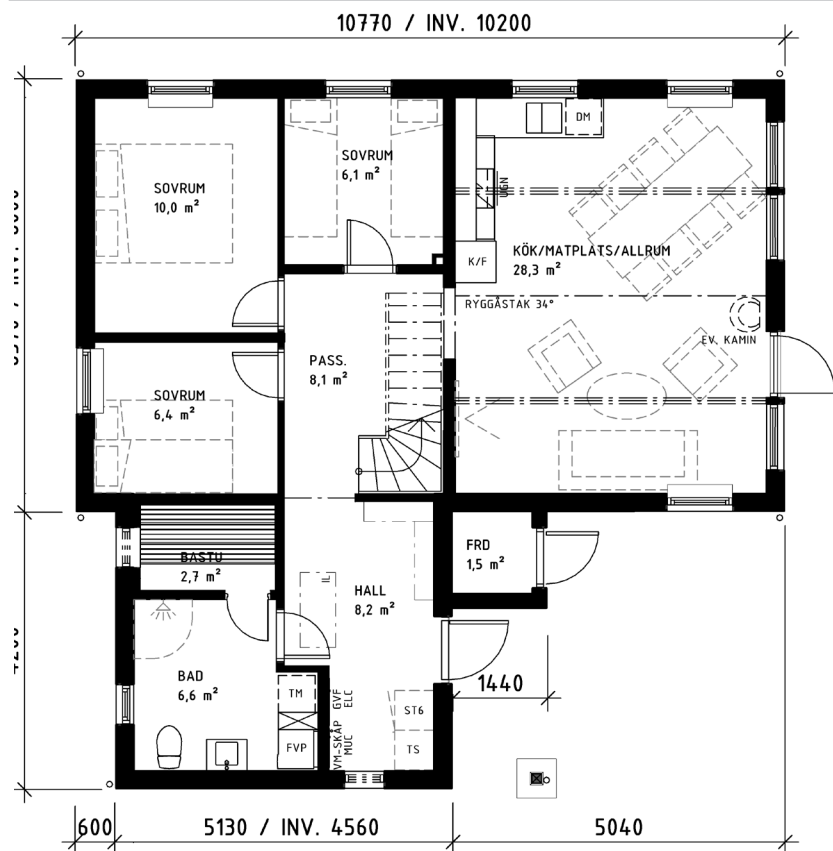 10770 / INV. 10200
DM
SOVRUM
6,1 m²
SOVRUM
10,0 m²
UGN
K/F
KÖK/MATPLATS/ALLRUM
28,3 m²
RYGGÅSTAK 34°
EV. KAMIN
PASS.
8,1 m²
SOVRUM
6,4 m²
BASTU
2,7 m²
FRD
1,5 m²
IL
HALL
8,2 m²
BAD
6,6 m²
1440
TM
GVF
ELC
ST6
FVP
VM-SKÅP
MUC
TS
600
5130 / INV. 4560
5040